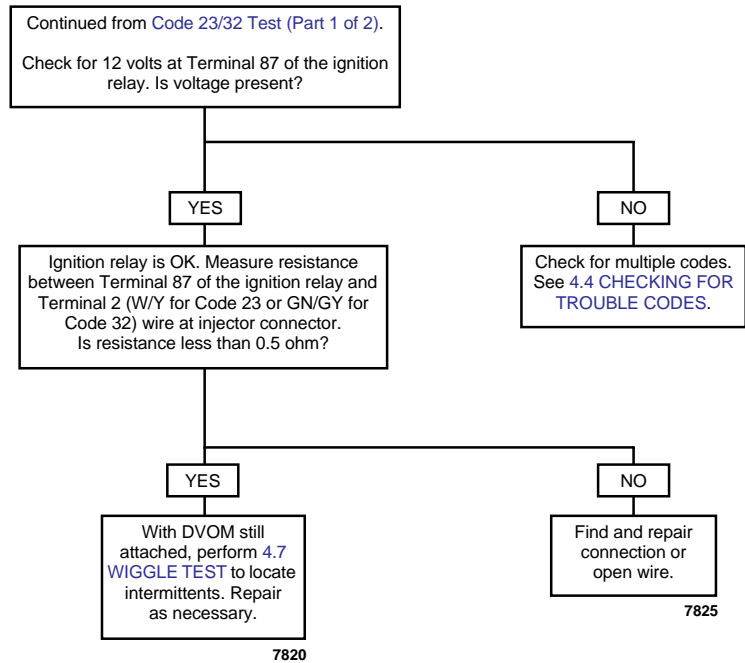 Continued from Code 23/32 Test (Part 1 of 2).
Check for 12 volts at Terminal 87 of the ignition
relay. Is voltage present?
YES
NO
Ignition relay is OK. Measure resistance
between Terminal 87 of the ignition relay and
Terminal 2 (W/Y for Code 23 or GN/GY for
Code 32) wire at injector connector.
Is resistance less than 0.5 ohm?
Check for multiple codes.
See 4.4 CHECKING FOR
TROUBLE CODES.
YES
NO
With DVOM still
attached, perform 4.7
WIGGLE TEST to locate
intermittents. Repair
as necessary.
Find and repair
connection or
open wire.
7825
7820